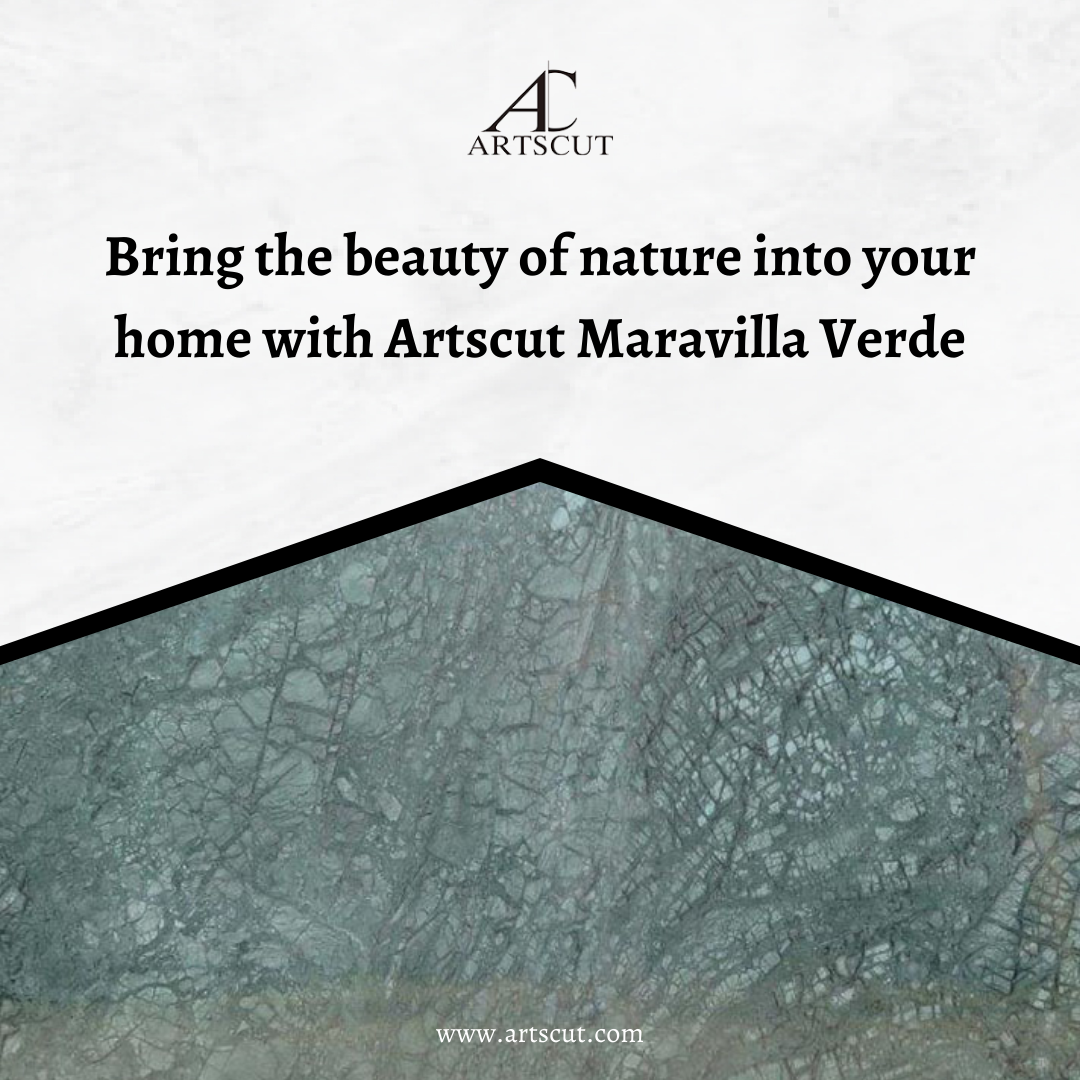 AC
ARTSCUT
Bring the beauty of nature into your
home with Artscut Maravilla Verde
www.artscut.com